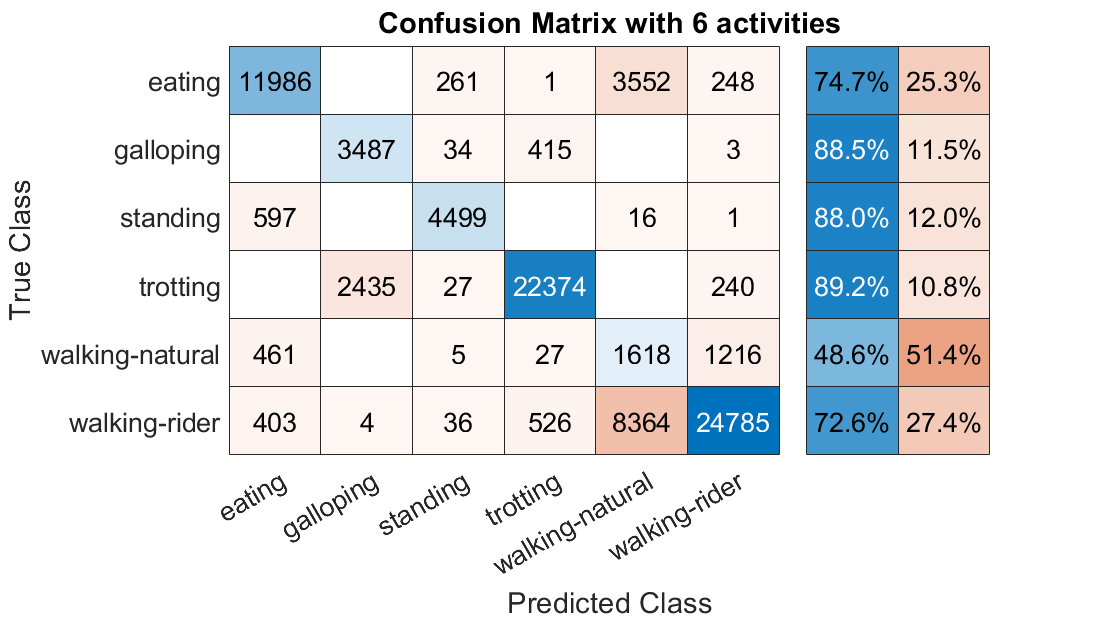 Confusion Matrix with 6 activities
True Class
eating 11986 261 1 3552 248 74.7% 25.3%
galloping 3487 34 415 3 88.5% 11.5%
standing 597 4499 16 1 88.0% 12.0%
trotting 2435 27 22374 240 89.2% 10.8%
walking-natural 461 5 27 1618 1216 48.6% 51.4%
walking-rider 403 4 36 526 8364 24785 72.6% 27.4%
eating galloping standing trotting walking-natural walking-rider
Predicted Class